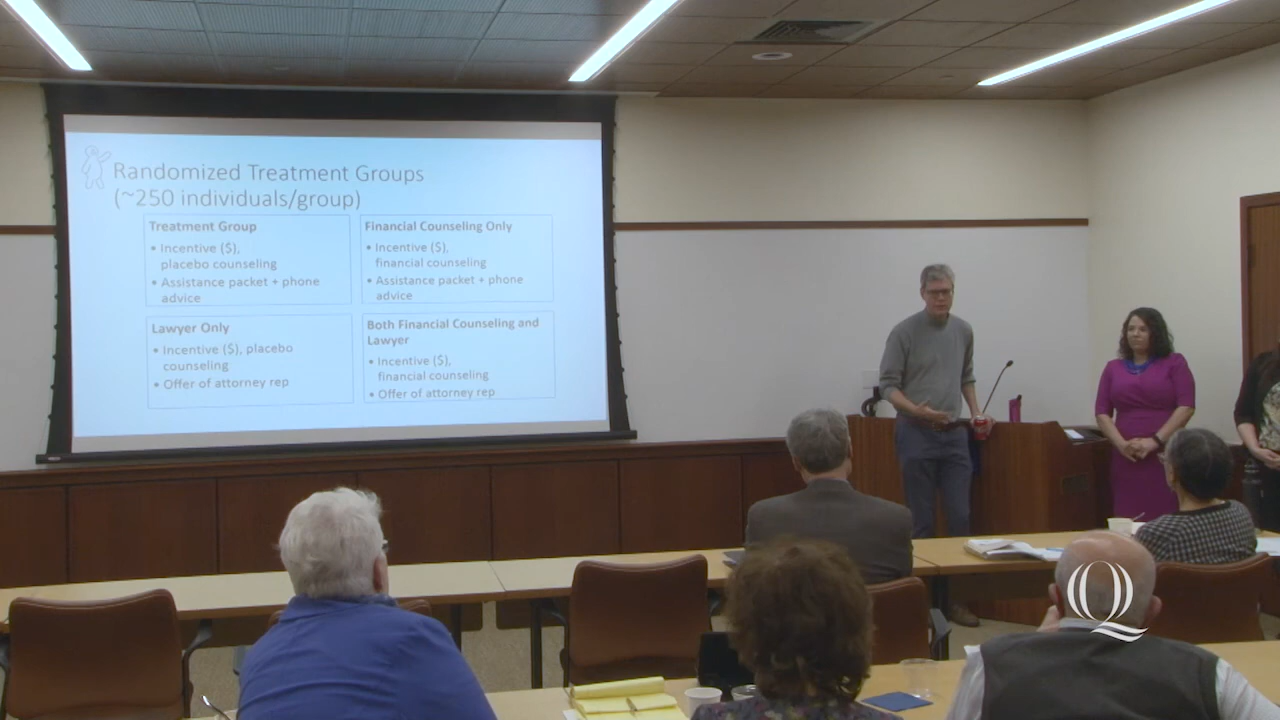 Randomized Treatment Groups
(~250 individuals/group)
Treatment Group
• Incentive ($),
placebo counseling
• Assistance packet + phone
advice
Financial Counseling Only
• Incentive ($),
financial counseling
• Assistance packet + phone
advice
Lawyer Only
• Incentive ($), placebo
counseling
• Offer of attorney rep
Both Financial Counseling and
Lawyer
• Incentive ($),
financial counseling
• Offer of attorney rep
Q